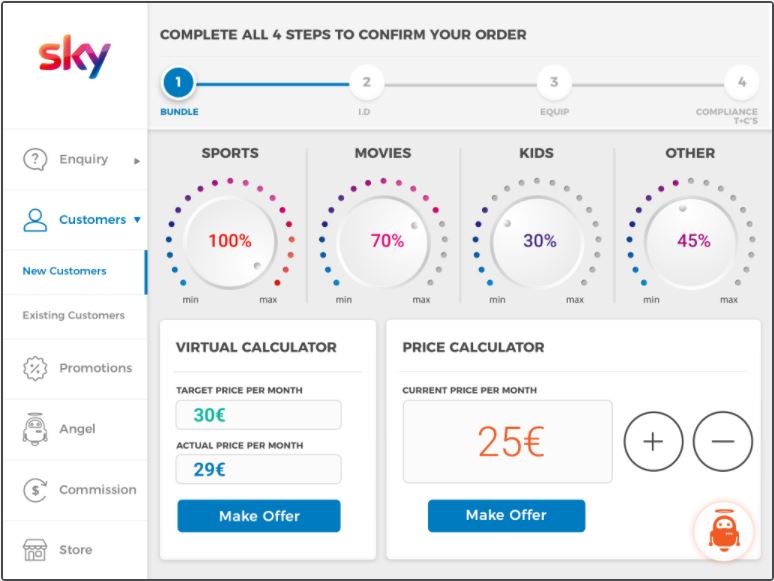 sky
COMPLETE ALL 4 STEPS TO CONFIRM YOUR ORDER
1
2
3
4
BUNDLE
I.D
EQUIP
COMPLIANCE
T+C'S
Enquiry
Customers
New Customers
Existing Customers
Promotions
Angel
Commission
Store
SPORTS
MOVIES
KIDS
OTHER
100%
70%
30%
45%
min max
min max
min max
min max
VIRTUAL CALCULATOR
TARGET PRICE PER MONTH
30€
ACTUAL PRICE PER MONTH
29€
Make Offer
PRICE CALCULATOR
CURRENT PRICE PER MONTH
25€
Make Offer